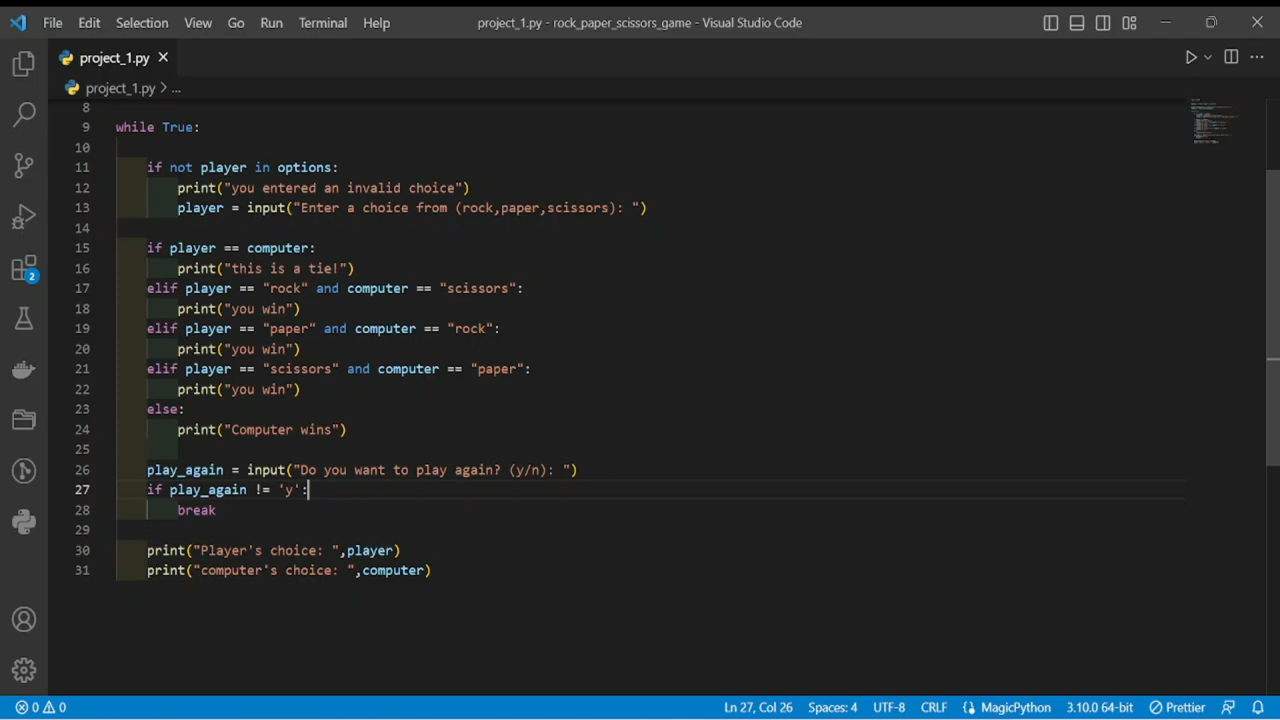 File Edit Selection View Go Run Terminal Help project_1.py - rock_paper_scissors_game - Visual Studio Code
project_1.py
project_1.py > ...
8
9 while True:
10
11 if not player in options:
12 print("you entered an invalid choice")
13 player = input("Enter a choice from (rock,paper,scissors): ")
14
15 if player == computer:
16 print("this is a tie!")
17 elif player == "rock" and computer == "scissors":
18 print("you win")
19 elif player == "paper" and computer == "rock":
20 print("you win")
21 elif player == "scissors" and computer == "paper":
22 print("you win")
23 else:
24 print("Computer wins")
25
26 play_again = input("Do you want to play again? (y/n): ")
27 if play_again != 'y':
28 break
29
30 print("Player's choice: ",player)
31 print("computer's choice: ",computer)
2
0 0 Ln 27, Col 26 Spaces: 4 UTF-8 CRLF MagicPython 3.10.0 64-bit Prettier